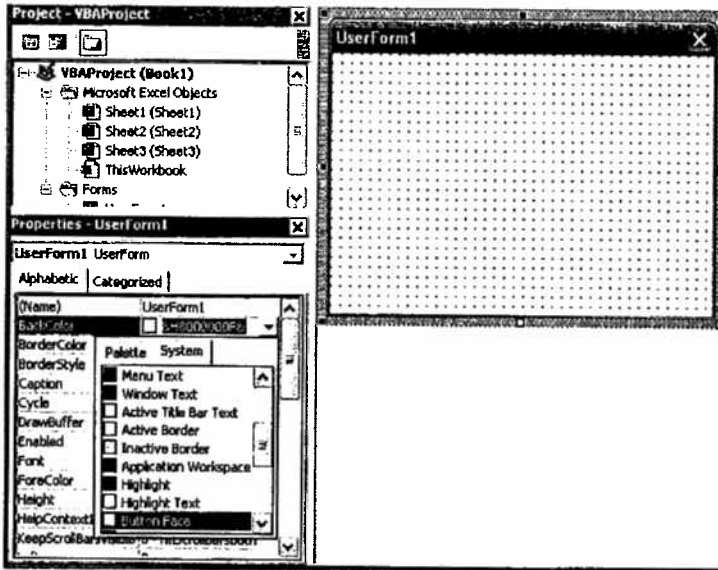 Project - VBAProject
VBAProject (Book1)
Microsoft Excel Objects
Sheet1 (Sheet1)
Sheet2 (Sheet2)
Sheet3 (Sheet3)
ThisWorkbook
Forms
Properties - UserForm1
UserForm1 UserForm
Alphabetic Categorized
(Name) UserForm1
BackColor
BorderColor
BorderStyle
Caption
Cycle
DrawBuffer
Enabled
Font
ForeColor
Height
Palette System
Menu Text
Window Text
Active Title Bar Text
Active Border
Inactive Border
Application Workspace
Highlight
Highlight Text
Button Face
UserForm1